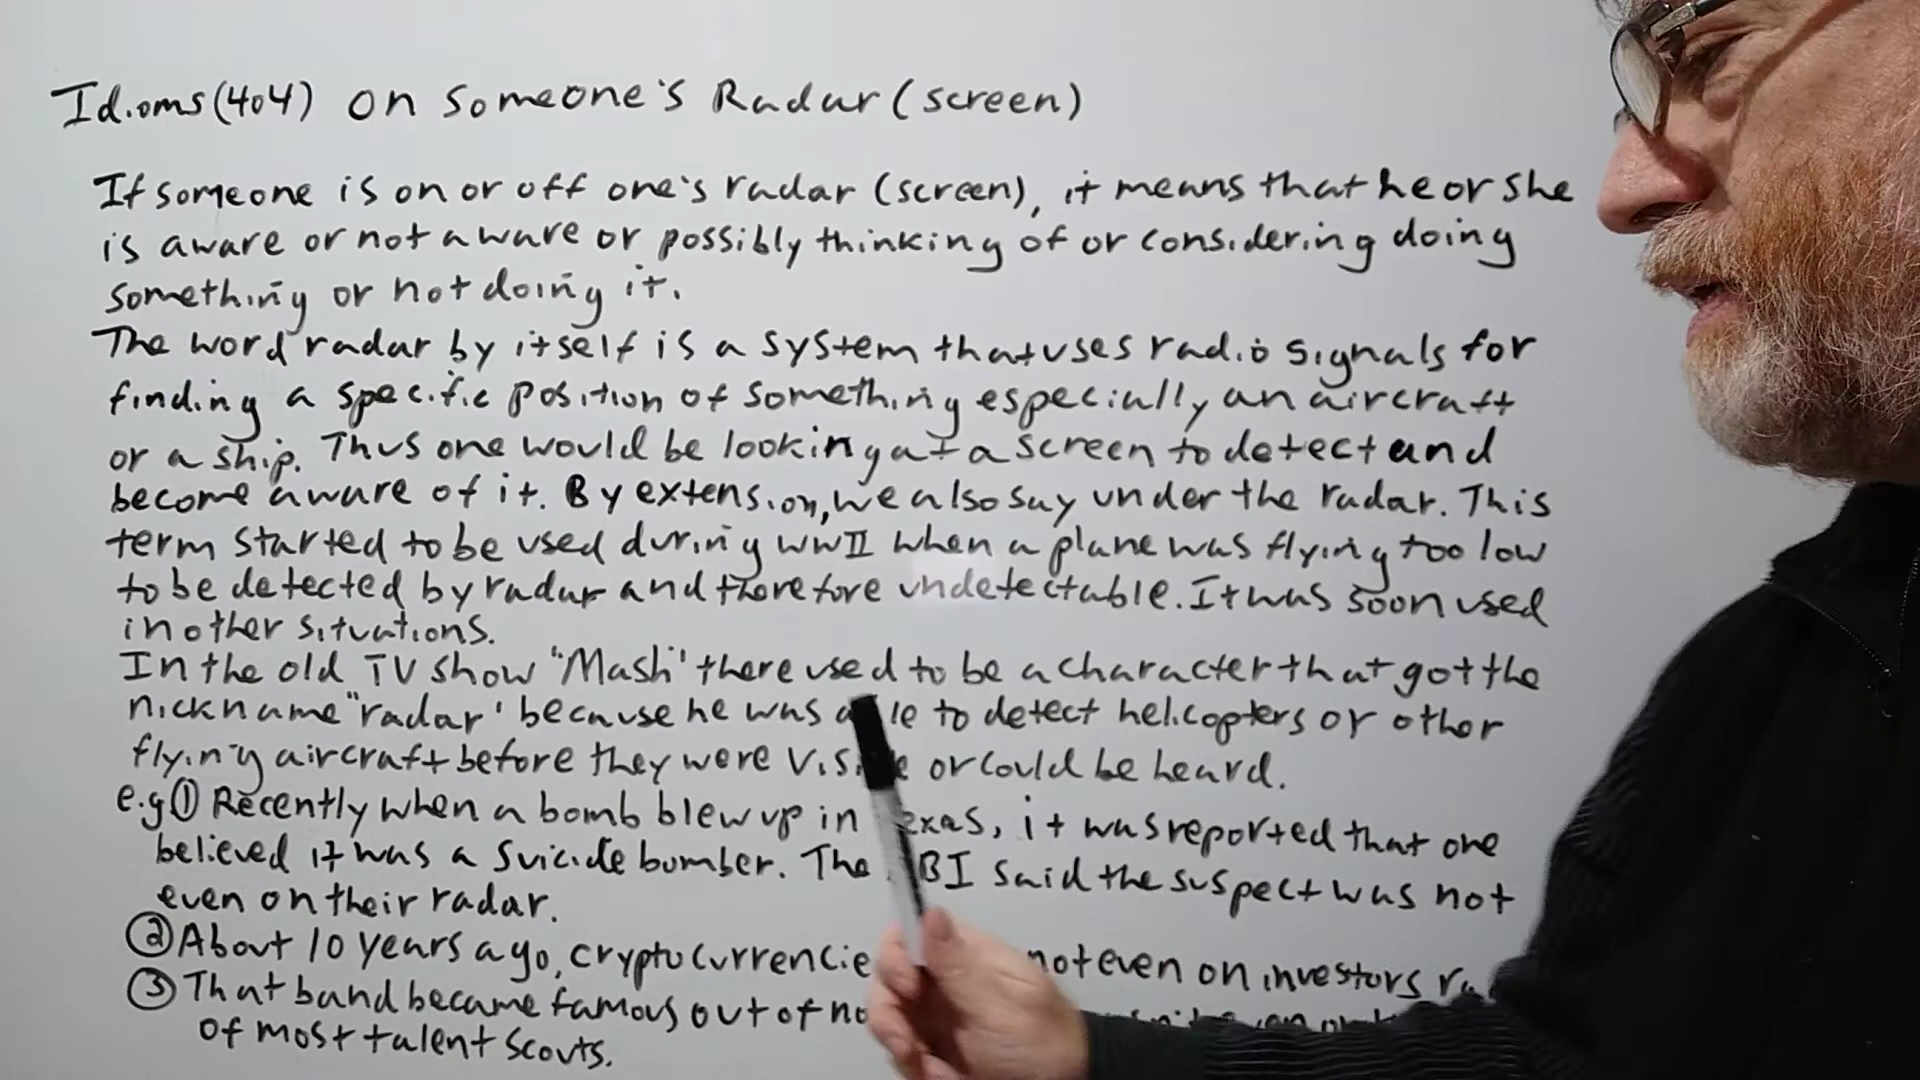 Idioms (404) on Someone's Radar (screen)
If someone is on or off one's radar (screen), it means that he or she
is aware or not aware or possibly thinking of or considering doing
something or not doing it.
The word radar by itself is a system that uses radio signals for
finding a specific position of something especially an aircraft
or a ship. Thus one would be looking at a screen to detect and
become aware of it. By extension, we also say under the radar. This
term started to be used during WWII when a plane was flying too low
to be detected by radar and therefore undetectable. It was soon used
in other situations.
In the old TV show "Mash" there used to be a character that got the
nickname "radar" because he was to detect helicopters or other
flying aircraft before they were or could be heard.
e.g ① Recently when a bomb blew up in it was reported that one
believed it was a suicide bomber. The said the suspect was not
even on their radar.
② About 10 years ago, not even on investors
③ That band became famous out of
of most talent scouts.